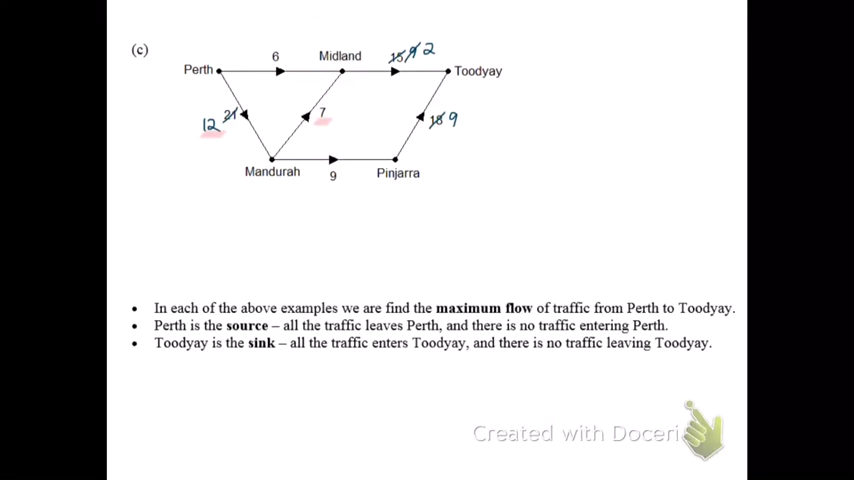 (c)
6 Midland 15 9 2
Perth Toodyay
12 21 7 18 9
Mandurah 9 Pinjarra
• In each of the above examples we are find the maximum flow of traffic from Perth to Toodyay.
• Perth is the source – all the traffic leaves Perth, and there is no traffic entering Perth.
• Toodyay is the sink – all the traffic enters Toodyay, and there is no traffic leaving Toodyay.
Created with Doceri